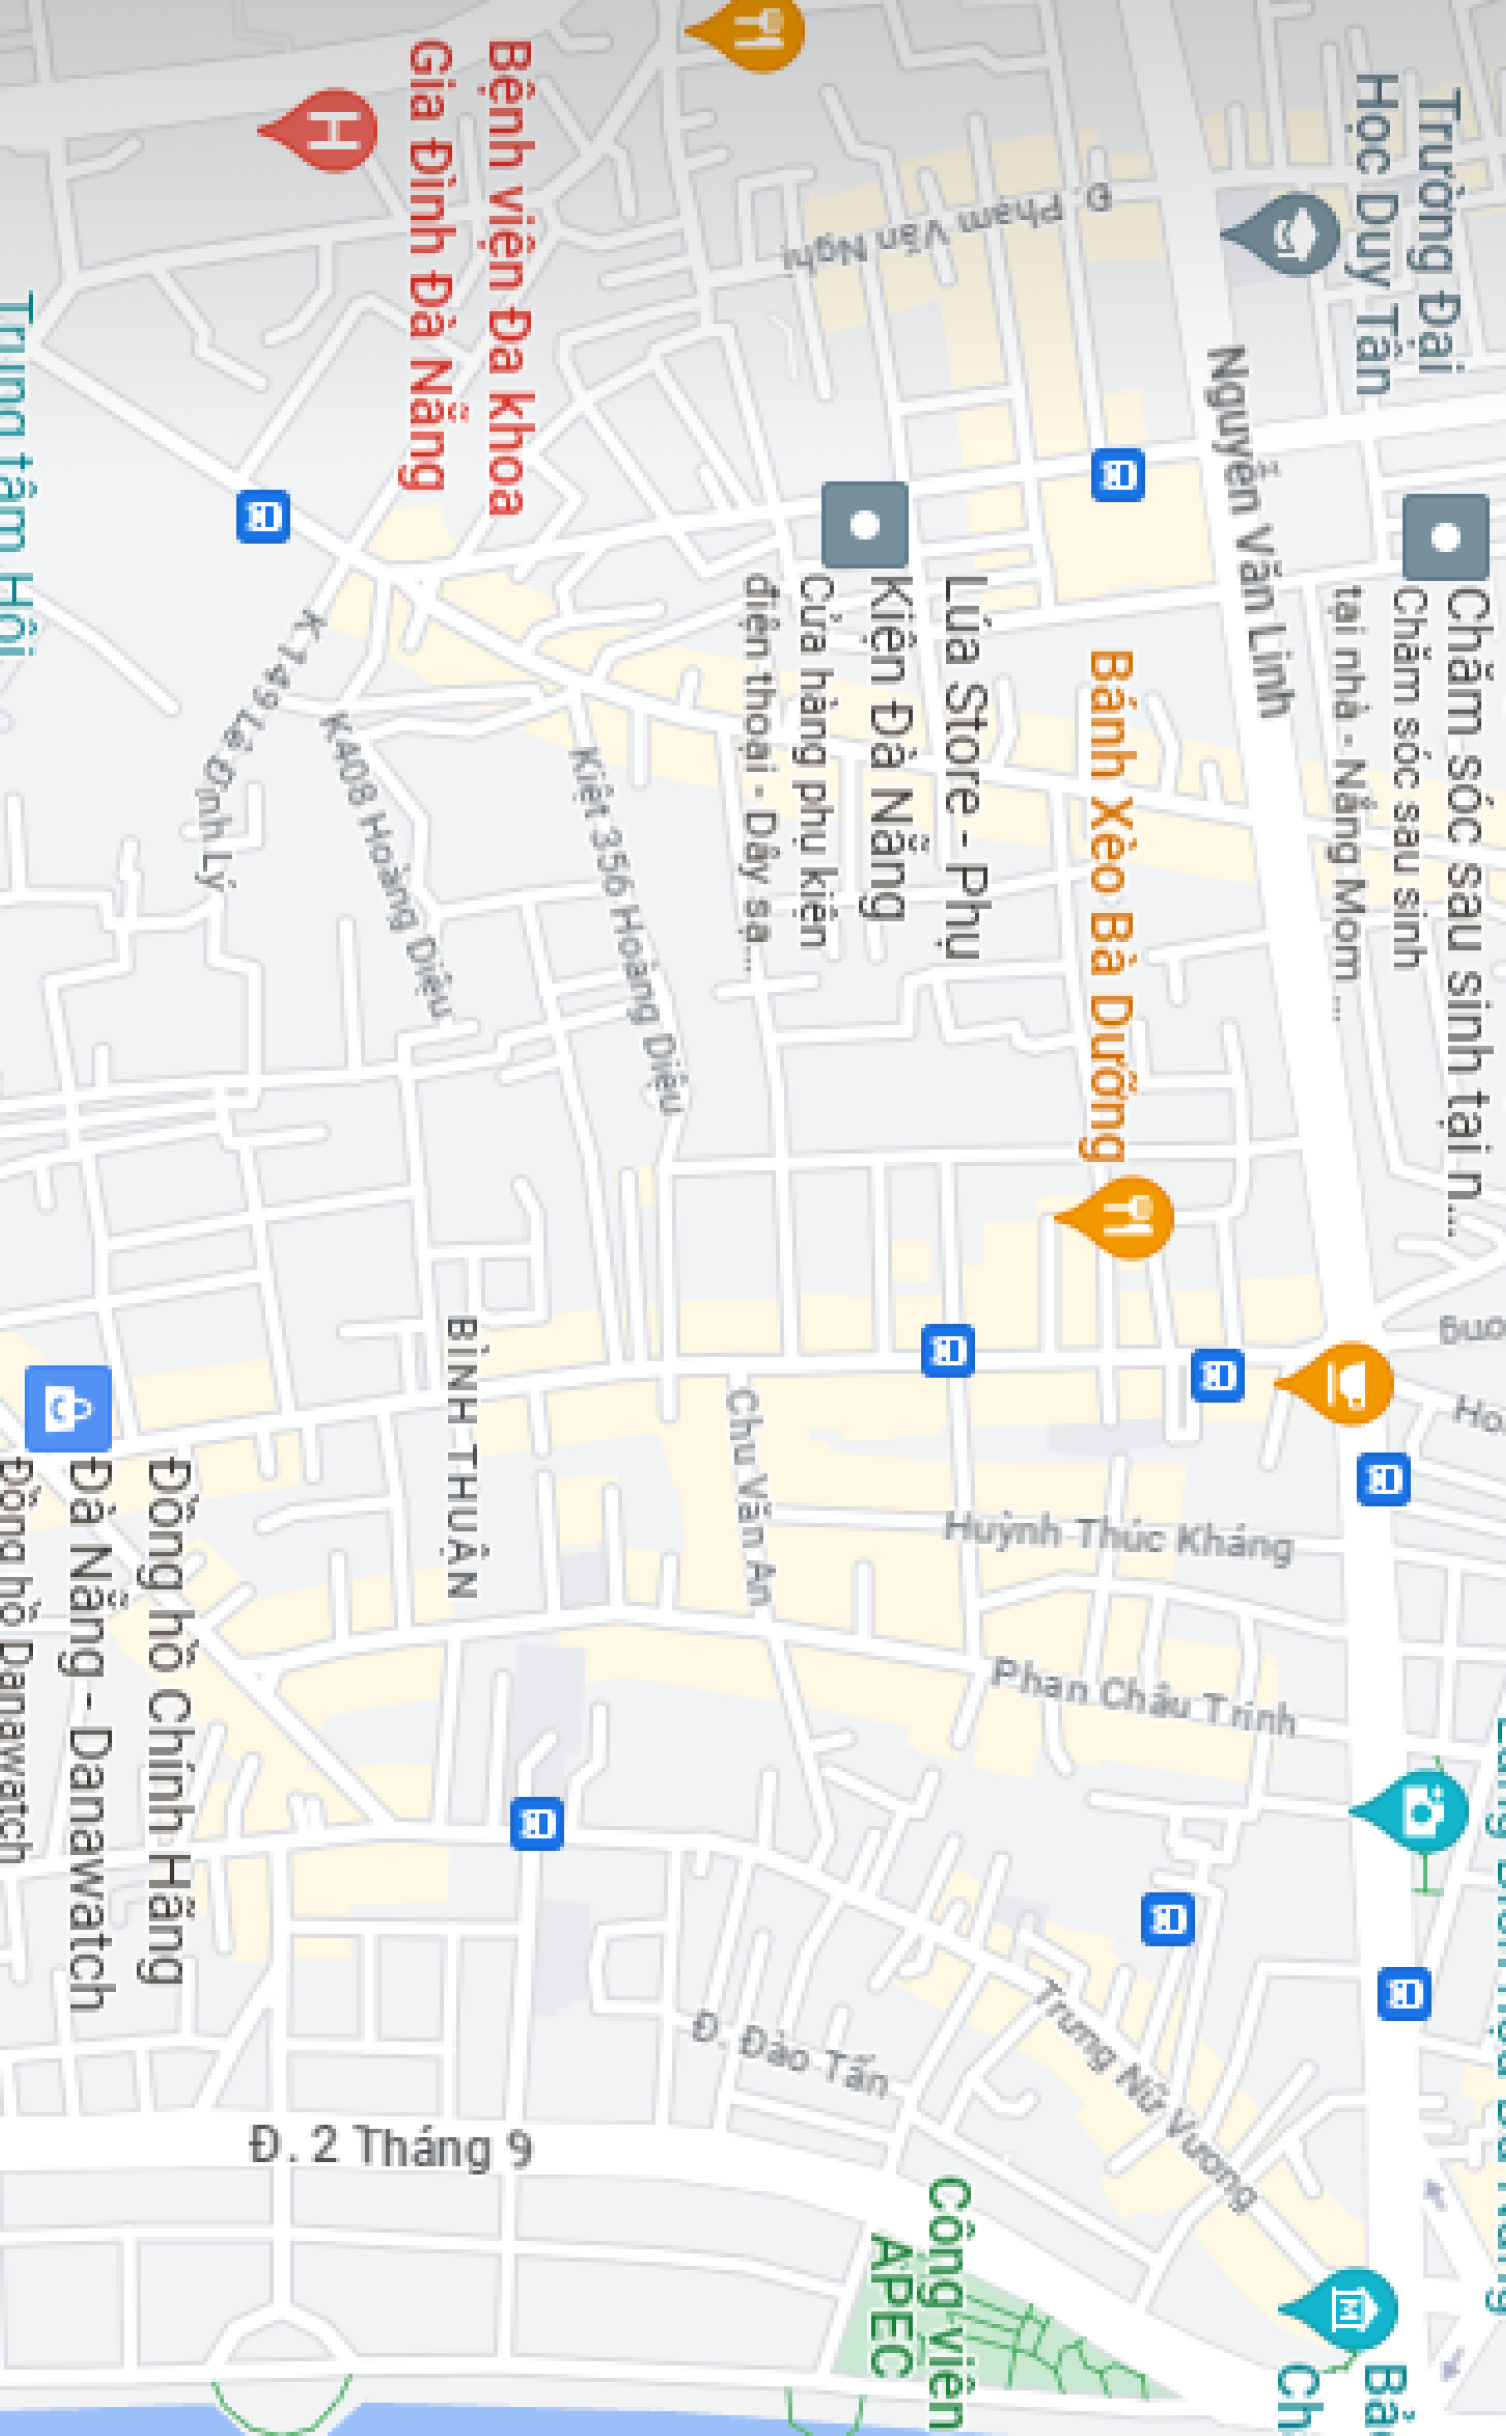 Trường Đại
Học Duy Tân
Chăm sóc sau sinh tại n...
Chăm sóc sau sinh
tại nhà - Nắng Mom ...
Nguyễn Văn Linh
Đ. Phạm Văn Nghị
Bệnh viện Đa khoa
Gia Đình Đà Nẵng
Lúa Store - Phụ
Kiện Đà Nẵng
Cửa hàng phụ kiện
điện thoại - Dây sạ...
Bánh Xèo Bà Dưỡng
K149 Lê Đình Lý
K408 Hoàng Diệu
Kiệt 356 Hoàng Diệu
Trung tâm Hội
BÌNH THUẬN
Chu Văn An
Huỳnh Thúc Kháng
Phan Châu Trinh
Đồng hồ Chính Hãng
Đà Nẵng - Danawatch
Đồng hồ Danawatch
Trưng Nữ Vương
Đ. Đào Tấn
Đ. 2 Tháng 9
Công viên
APEC